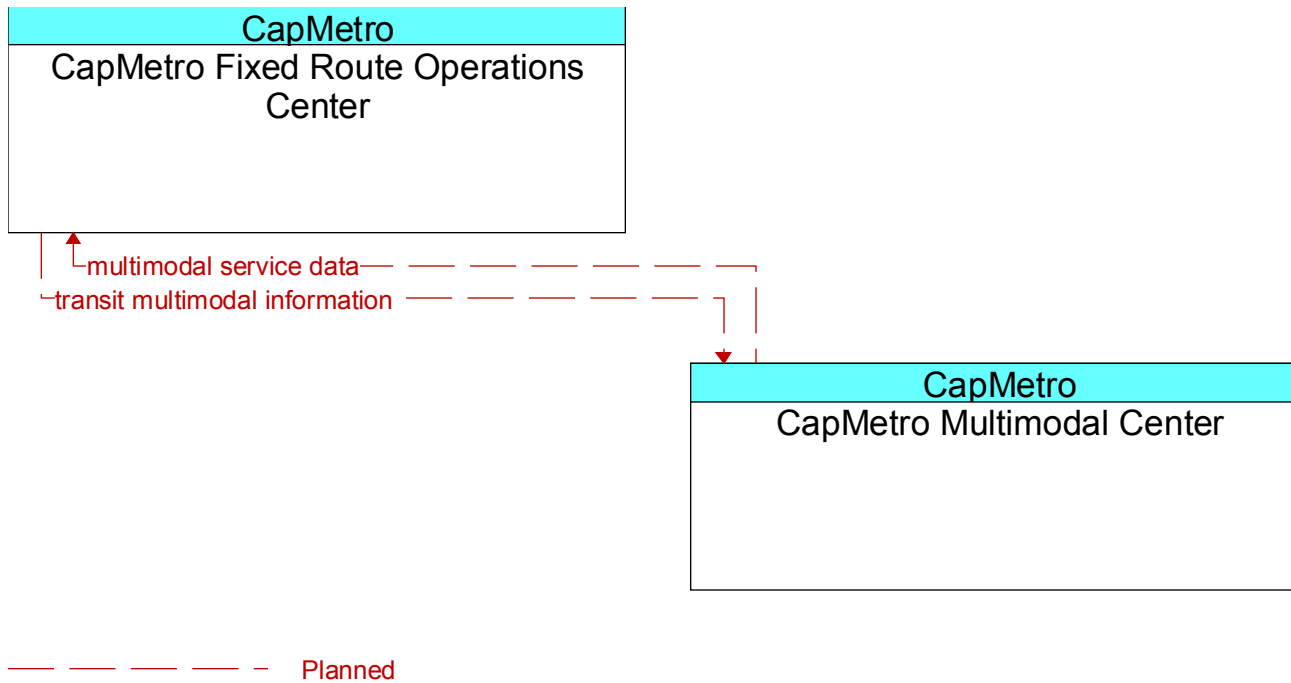 CapMetro
CapMetro Fixed Route Operations
Center
multimodal service data
transit multimodal information
CapMetro
CapMetro Multimodal Center
Planned